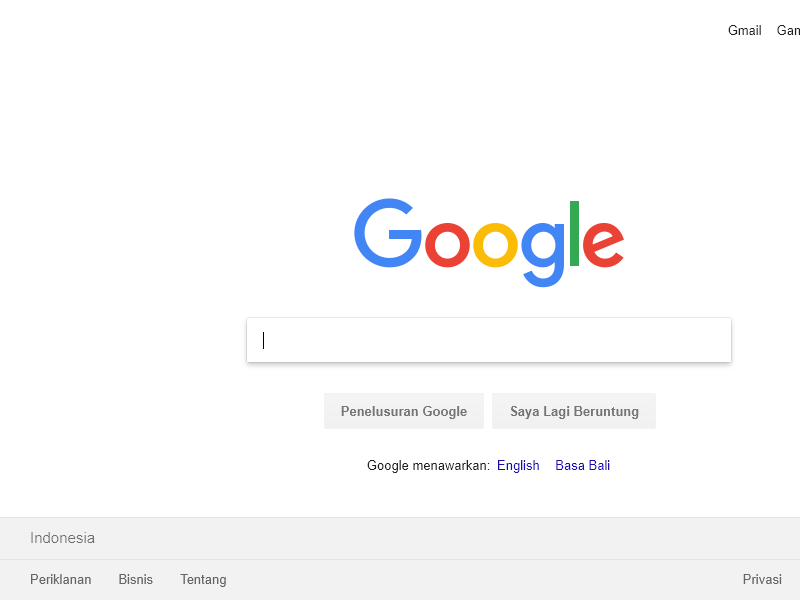 Gmail Gam
Google
Penelusuran Google Saya Lagi Beruntung
Google menawarkan: English Basa Bali
Indonesia
Periklanan Bisnis Tentang Privasi